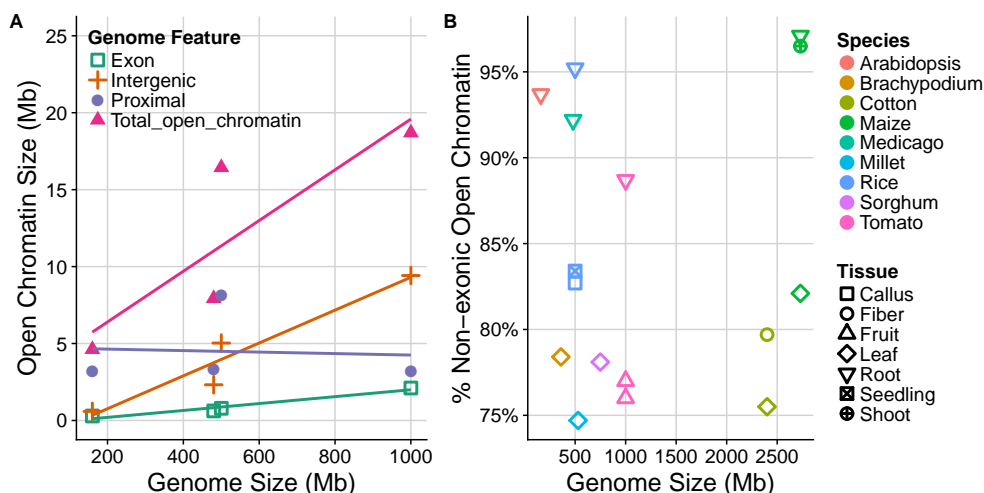 A
Genome Feature
Exon
Intergenic
Proximal
Total_open_chromatin
Open Chromatin Size (Mb)
25
20
15
10
5
0
200
400
600
800
1000
Genome Size (Mb)
B
% Non-exonic Open Chromatin
95%
90%
85%
80%
75%
500
1000
1500
2000
2500
Genome Size (Mb)
Species
Arabidopsis
Brachypodium
Cotton
Maize
Medicago
Millet
Rice
Sorghum
Tomato
Tissue
Callus
Fiber
Fruit
Leaf
Root
Seedling
Shoot